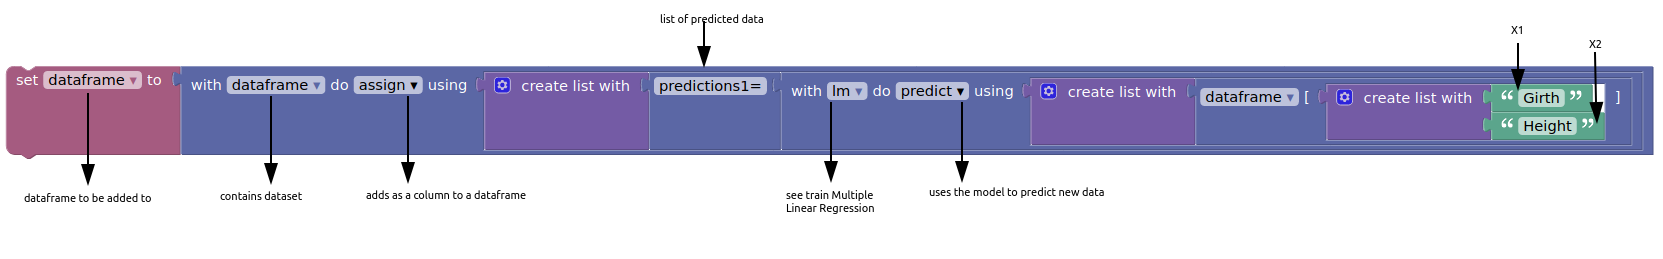 list of predicted data
X1
X2
set dataframe ▾ to with dataframe ▾ do assign ▾ using create list with predictions1= with lm ▾ do predict ▾ using create list with dataframe ▾ [ create list with “ Girth ” ]
“ Height ”
dataframe to be added to
contains dataset
adds as a column to a dataframe
see train Multiple
Linear Regression
uses the model to predict new data